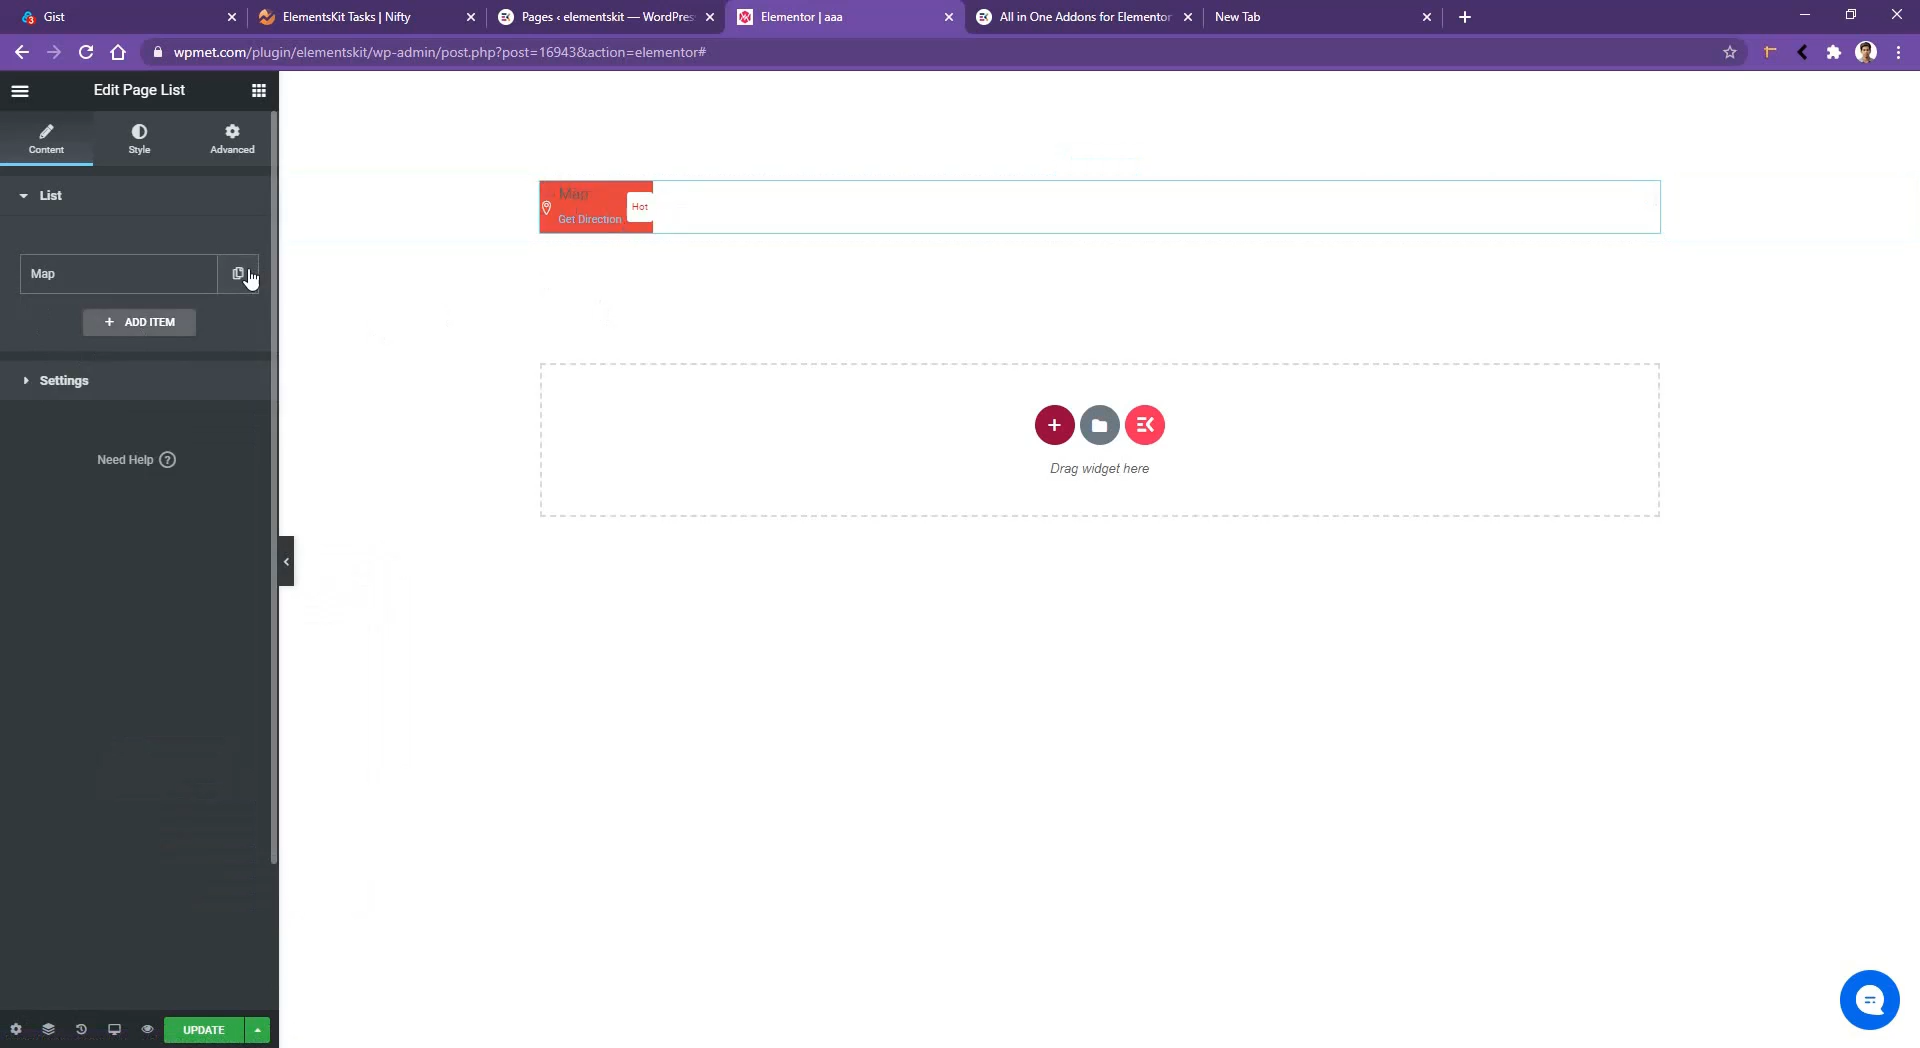 Gist
ElementsKit Tasks | Nifty
Pages ‹ elementskit — WordPres
Elementor | aaa
All in One Addons for Elementor
New Tab
wpmet.com/plugin/elementskit/wp-admin/post.php?post=16943&action=elementor#
Edit Page List
Content
Style
Advanced
List
Map
ADD ITEM
Settings
Need Help
UPDATE
Map
Get Direction
Hot
Drag widget here